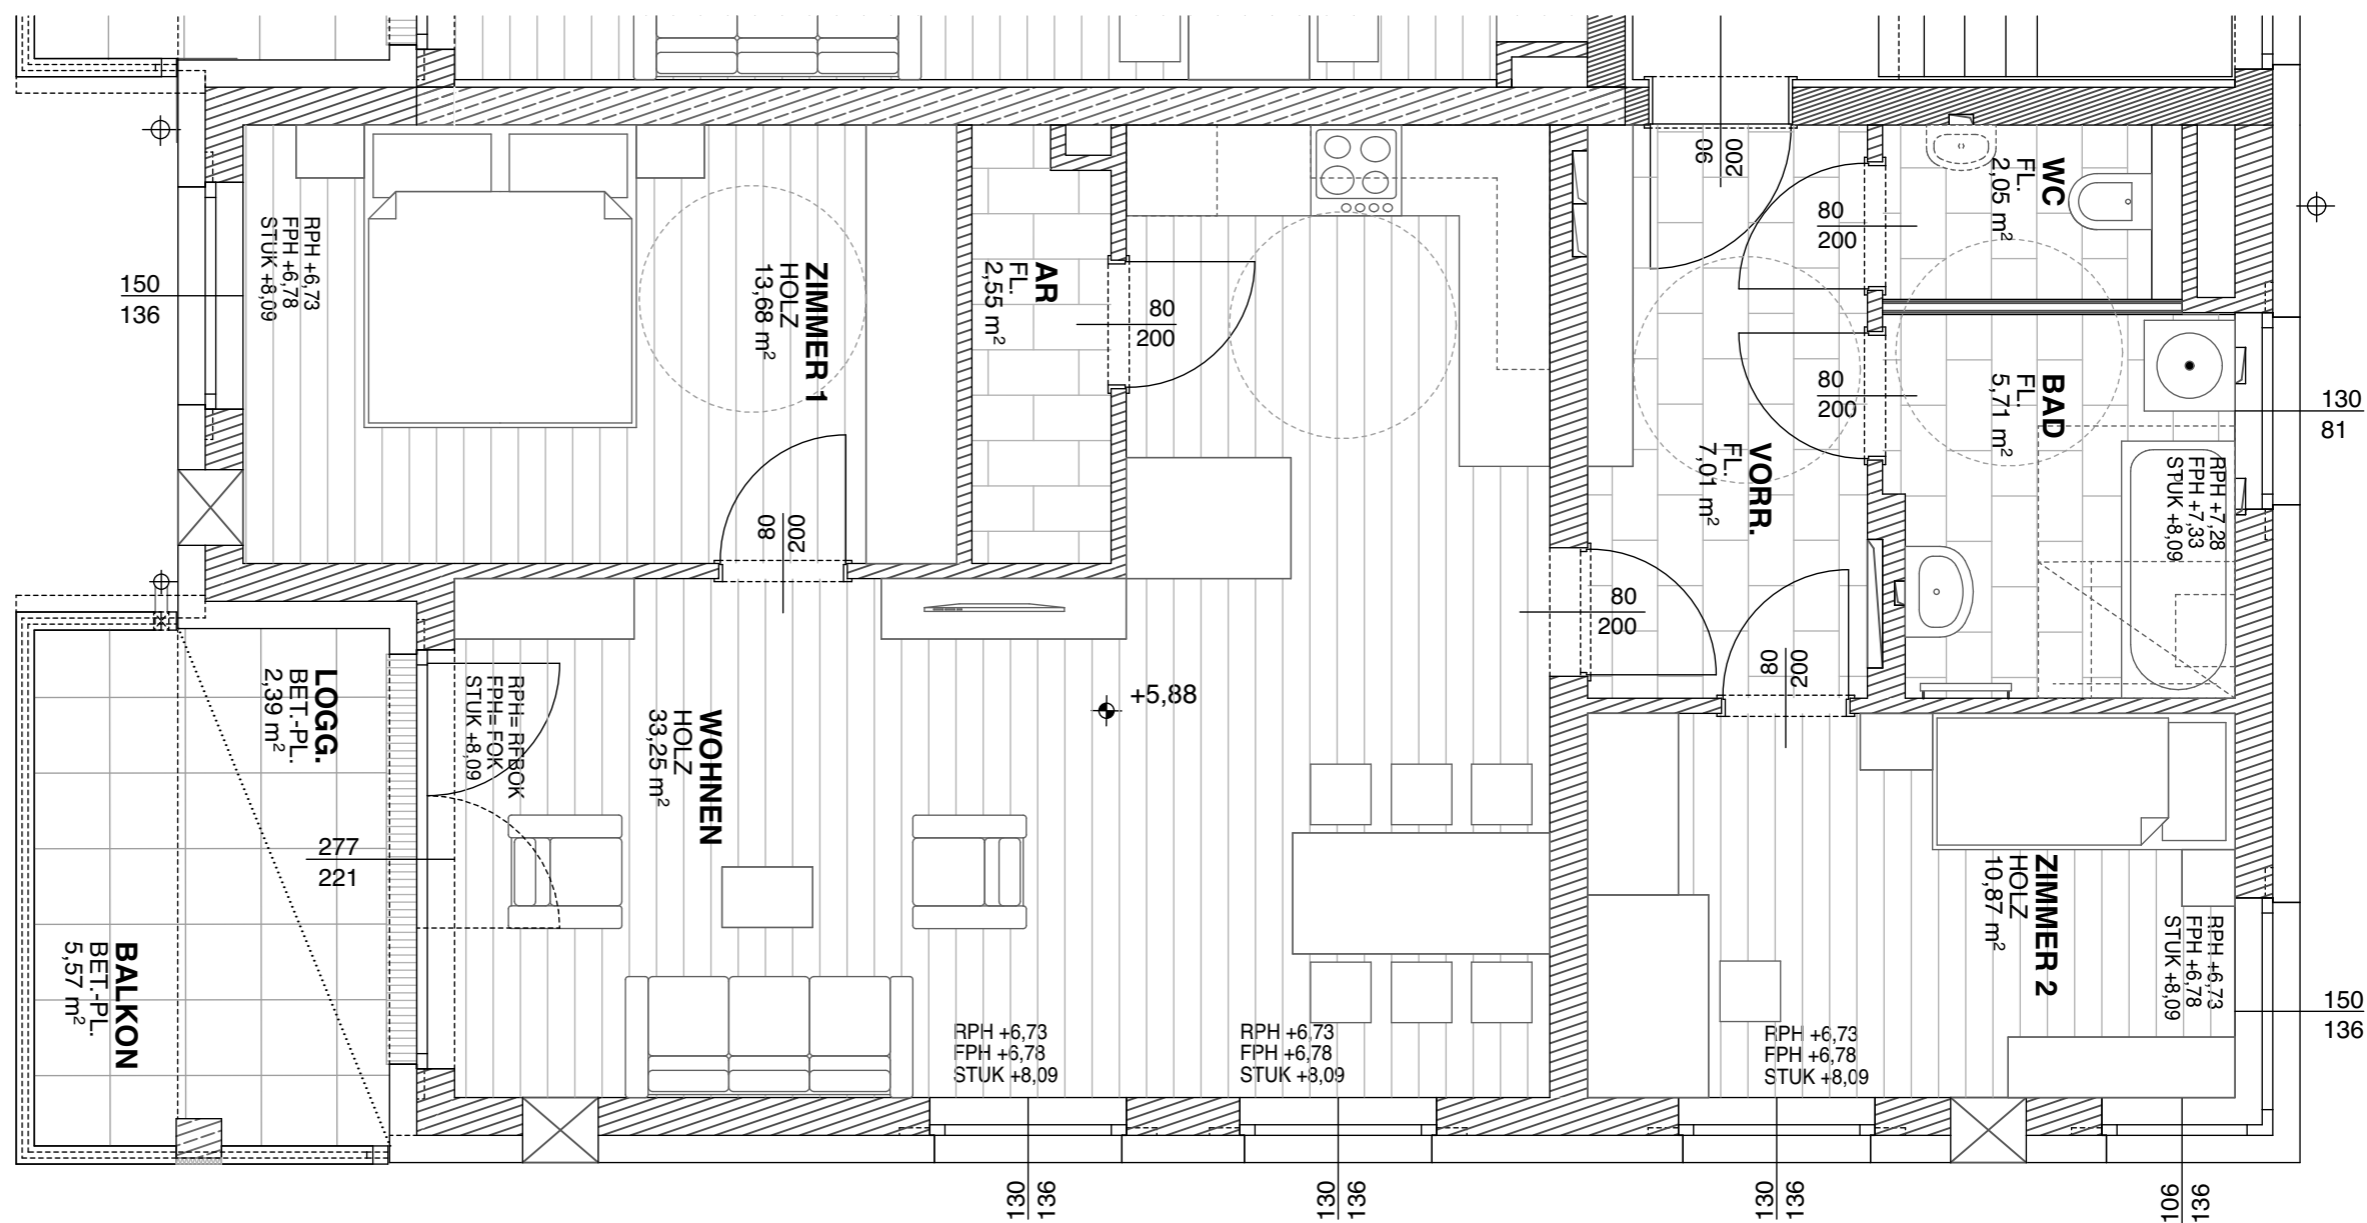 90
200
WC
FL.
2,05 m²
80
200
RPH +6,73
FPH +6,78
STUK +8,09
150
136
ZIMMER 1
HOLZ
13,68 m²
AR
FL.
2,55 m²
80
200
80
200
BAD
FL.
5,71 m²
130
81
VORR.
FL.
7,01 m²
RPH +7,28
FPH +7,33
STUK +8,09
80
200
80
200
80
200
LOGG.
BET.-PL.
2,39 m²
RPH=RFBOK
FPH=FOK
STUK +8,09
WOHNEN
HOLZ
33,25 m²
+5,88
277
221
ZIMMER 2
HOLZ
10,87 m²
RPH +6,73
FPH +6,78
STUK +8,09
BALKON
BET.-PL.
5,57 m²
150
136
RPH +6,73
FPH +6,78
STUK +8,09
RPH +6,73
FPH +6,78
STUK +8,09
RPH +6,73
FPH +6,78
STUK +8,09
130
136
130
136
130
136
106
136